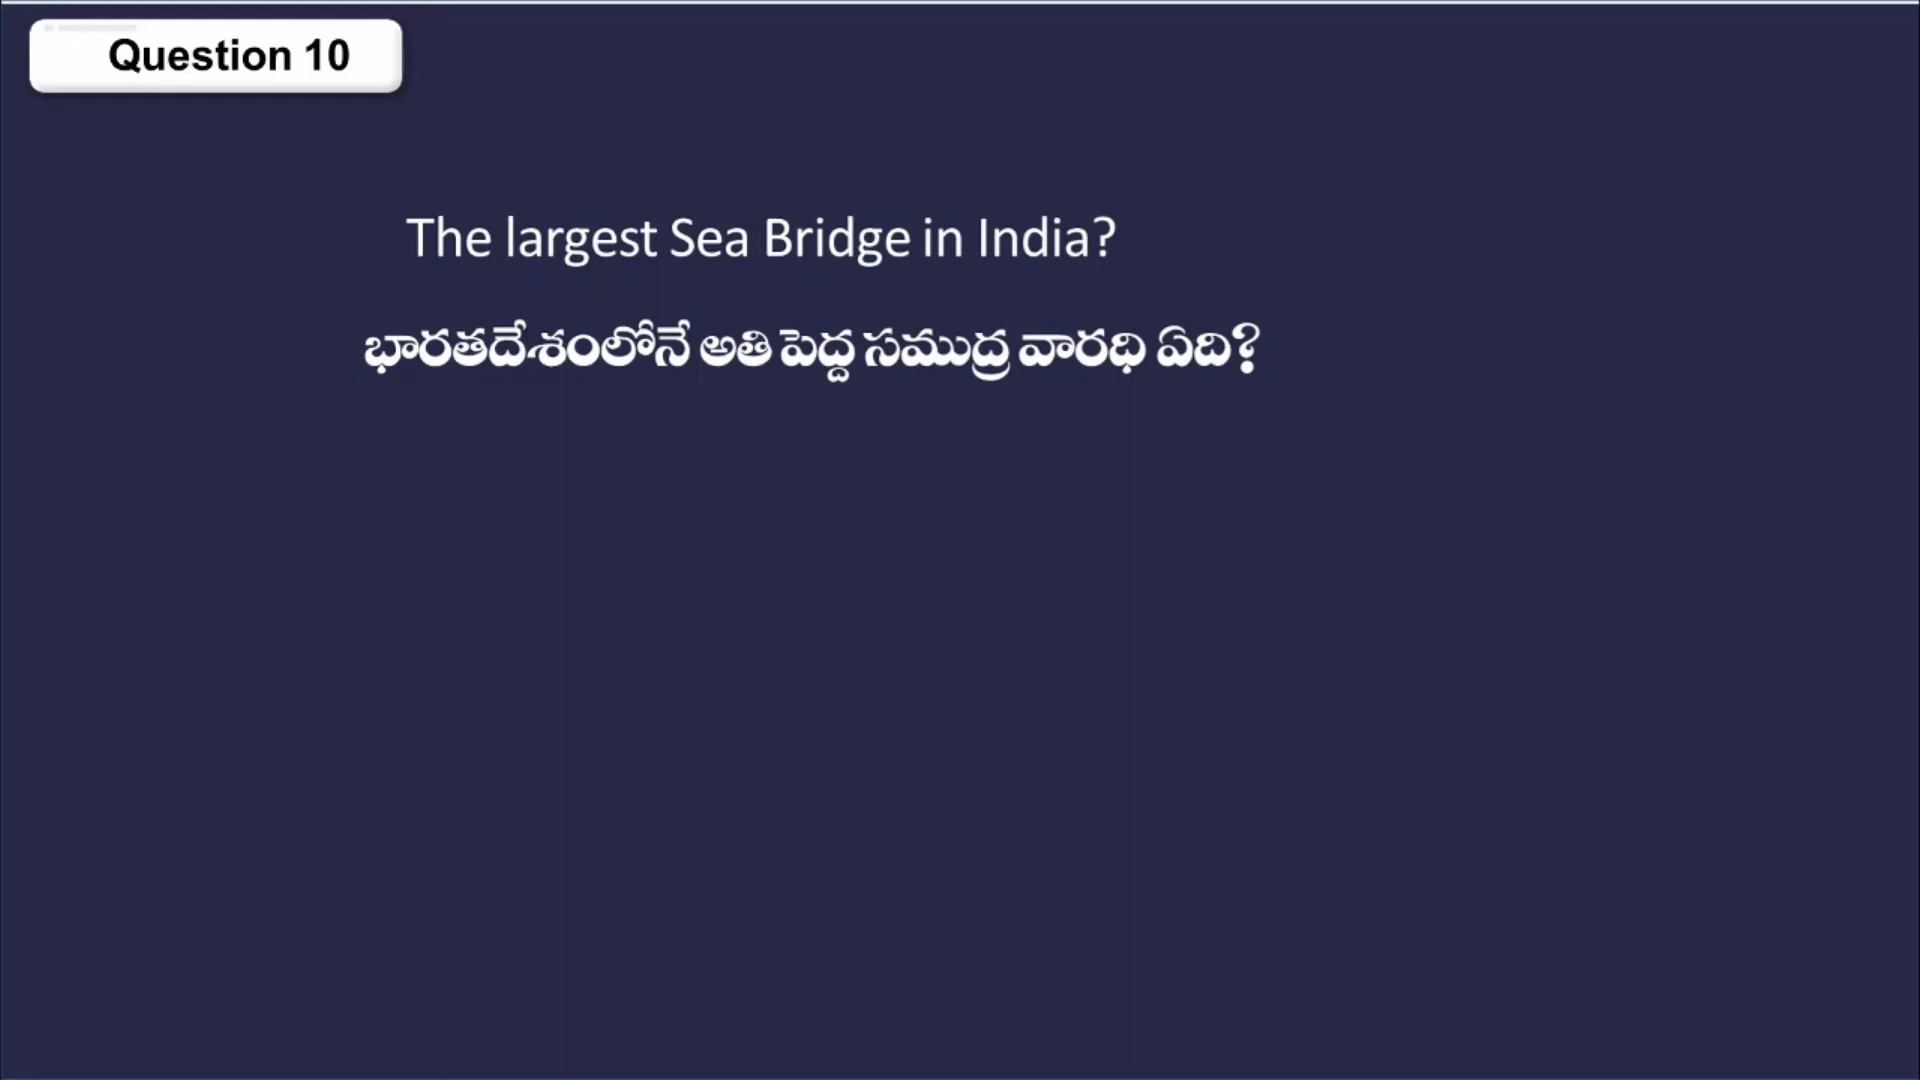 Question 10
The largest Sea Bridge in India?
భారతదేశంలోనే అతి పెద్ద సముద్ర వారధి ఏది?